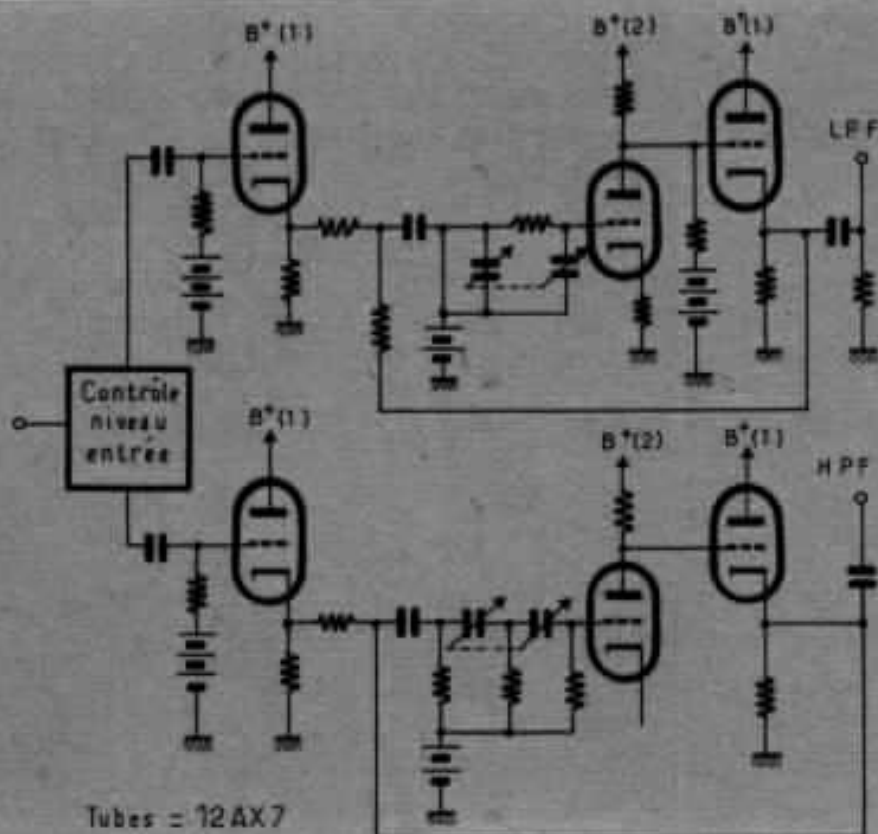 B+(1)
B+(2)
B+(1)
LPF
Contrôle
niveau
entrée
B+(1)
B+(2)
B+(1)
HPF
Tubes = 12AX7